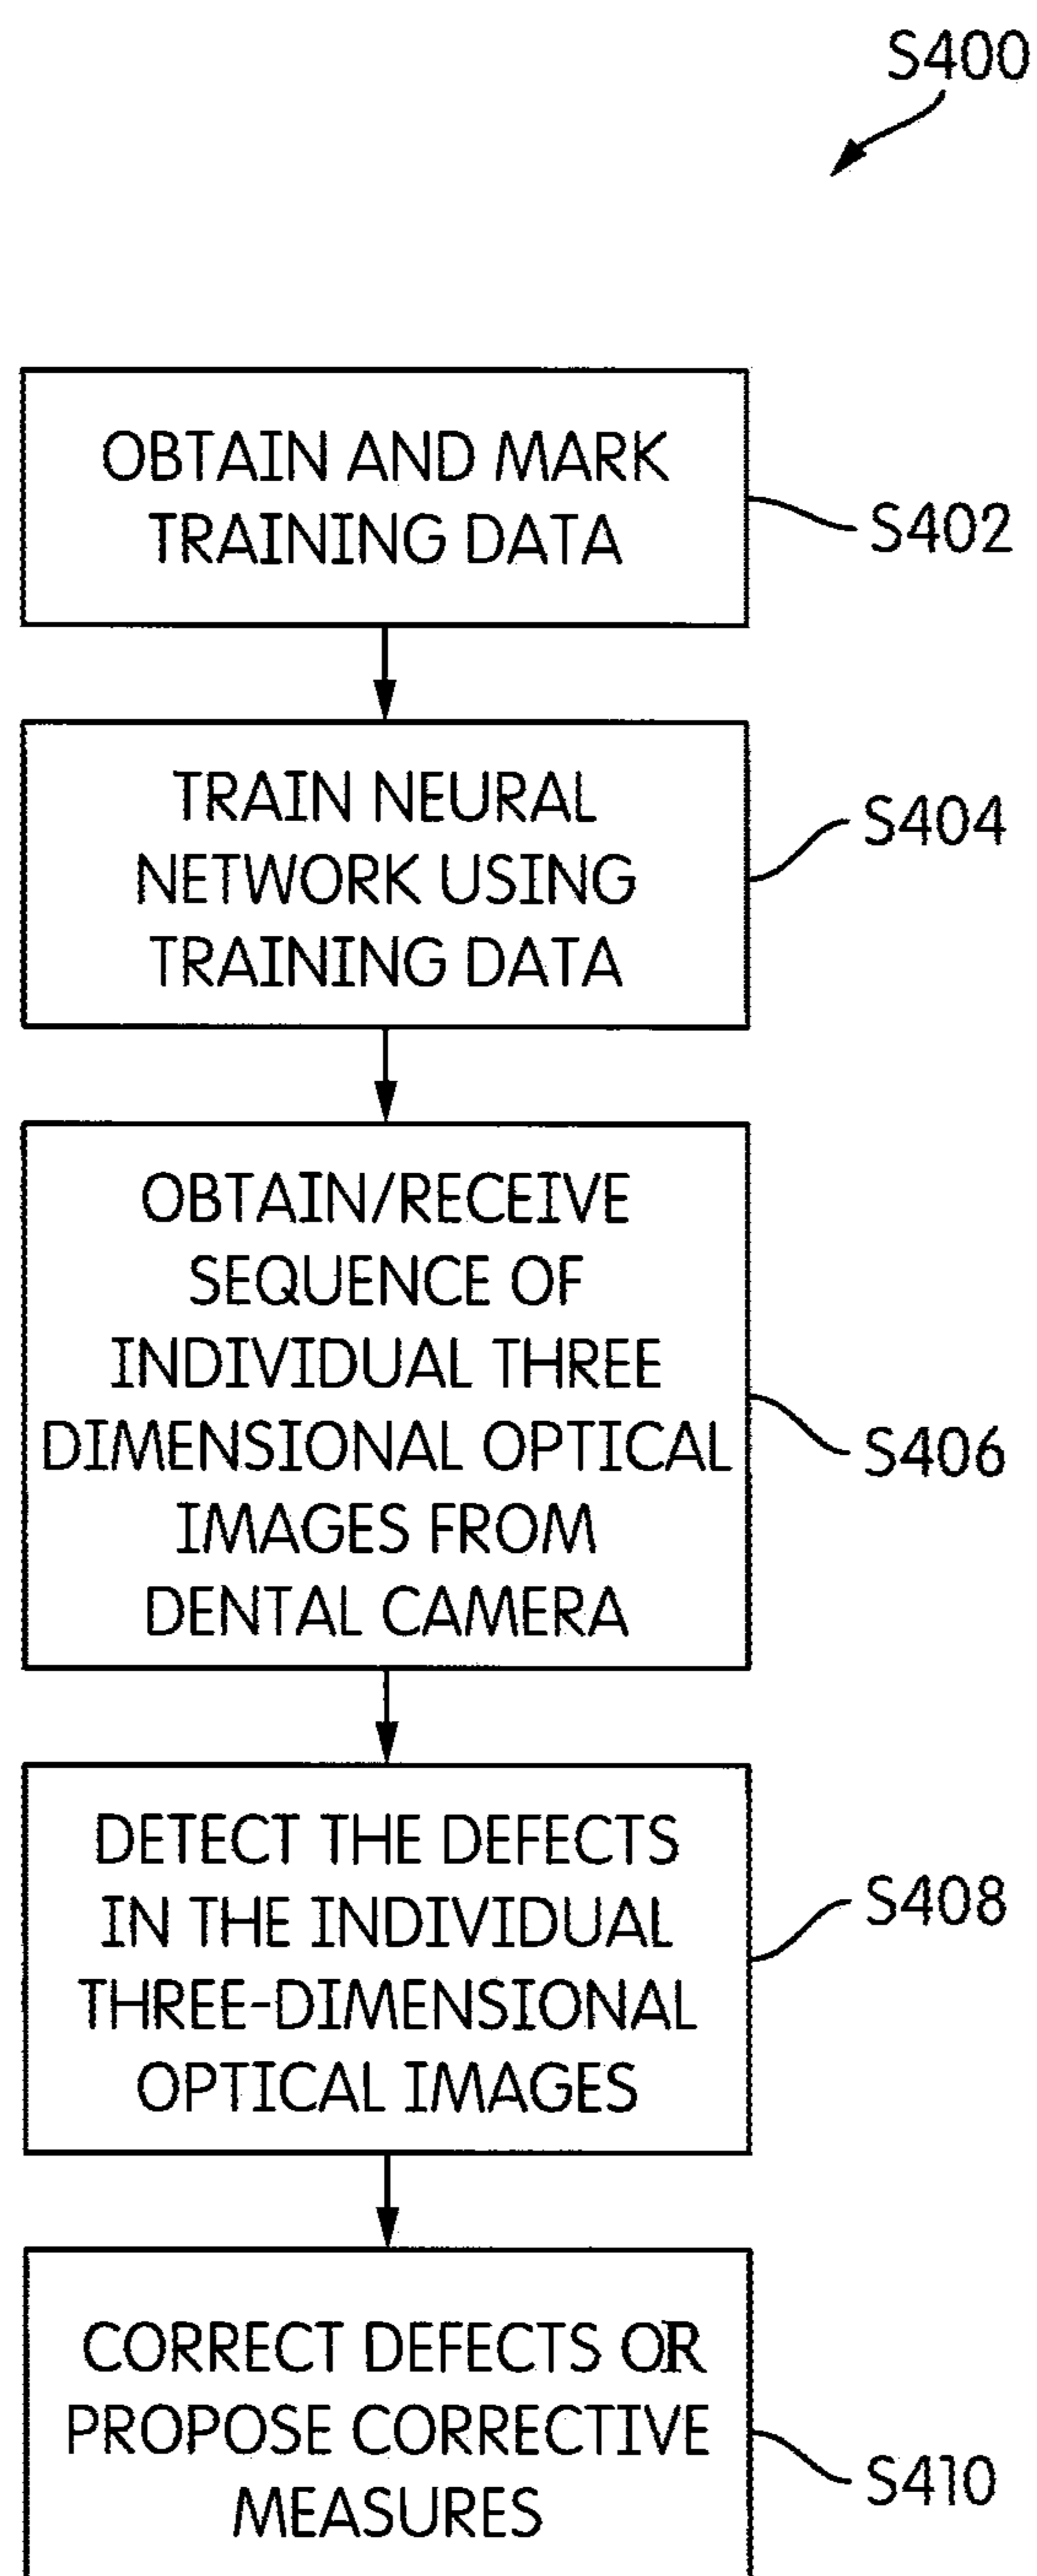 S400
OBTAIN AND MARK
TRAINING DATA
S402
TRAIN NEURAL
NETWORK USING
TRAINING DATA
S404
OBTAIN/RECEIVE
SEQUENCE OF
INDIVIDUAL THREE
DIMENSIONAL OPTICAL
IMAGES FROM
DENTAL CAMERA
S406
DETECT THE DEFECTS
IN THE INDIVIDUAL
THREE-DIMENSIONAL
OPTICAL IMAGES
S408
CORRECT DEFECTS OR
PROPOSE CORRECTIVE
MEASURES
S410